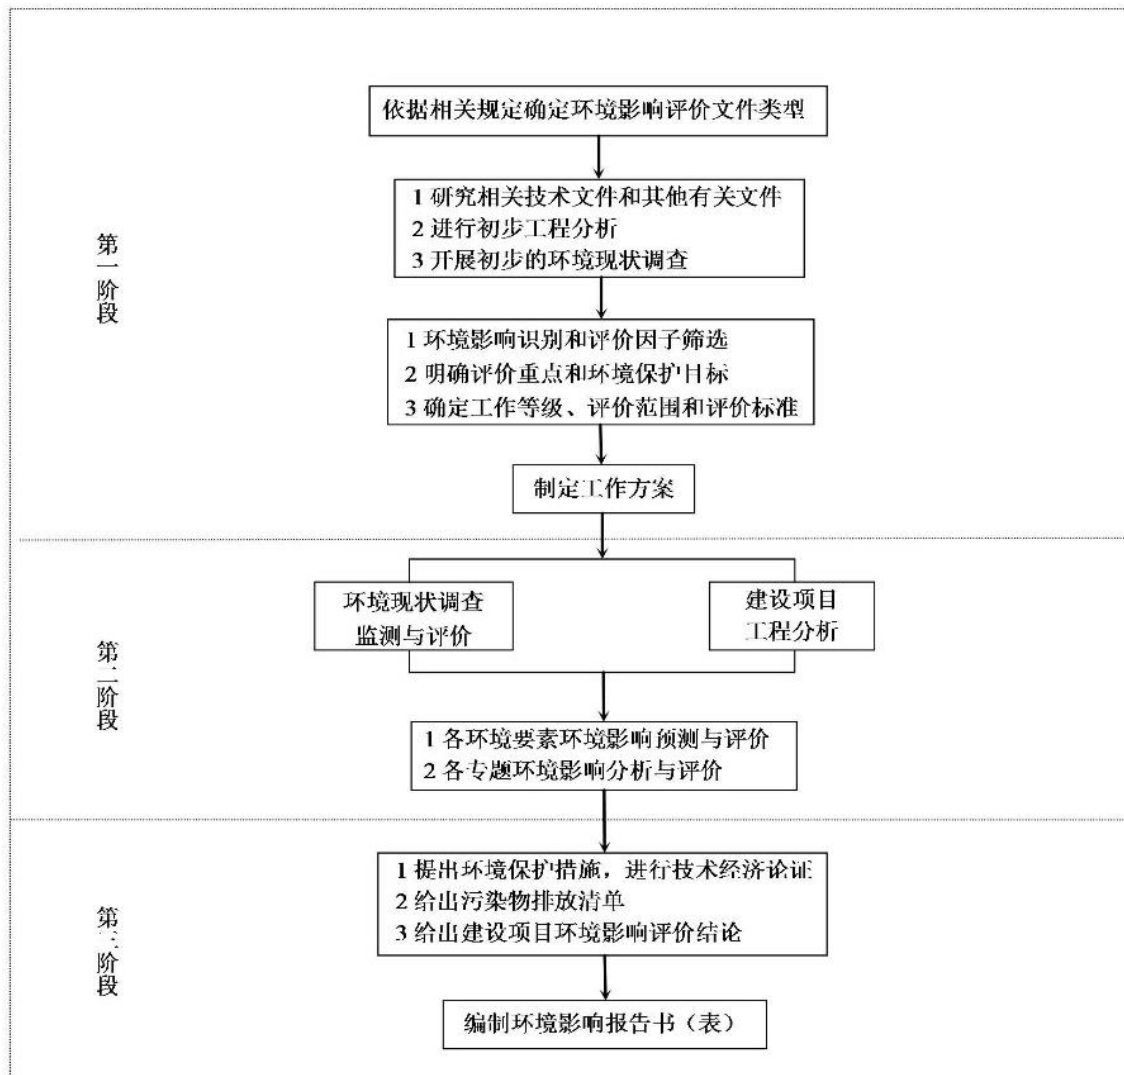 依据相关规定确定环境影响评价文件类型
1 研究相关技术文件和其他有关文件
2 进行初步工程分析
3 开展初步的环境现状调查
第一阶段
1 环境影响识别和评价因子筛选
2 明确评价重点和环境保护目标
3 确定工作等级、评价范围和评价标准
制定工作方案
环境现状调查
监测与评价
建设项目
工程分析
第二阶段
1 各环境要素环境影响预测与评价
2 各专题环境影响分析与评价
1 提出环境保护措施，进行技术经济论证
2 给出污染物排放清单
3 给出建设项目环境影响评价结论
第三阶段
编制环境影响报告书（表）